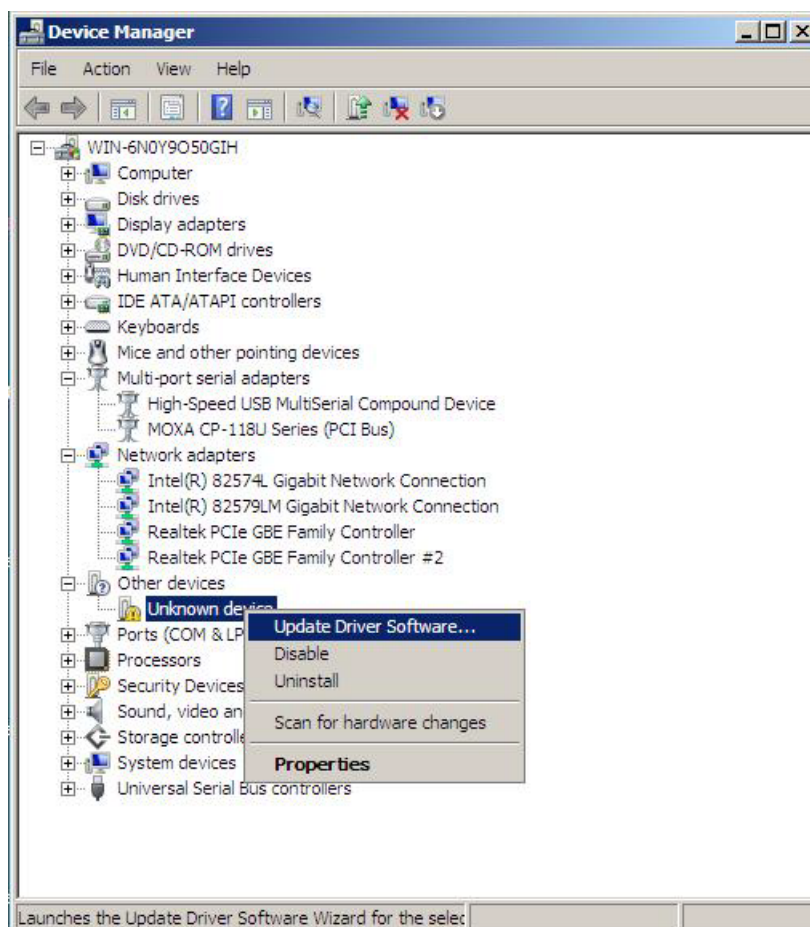 Device Manager
File Action View Help
WIN-6N0Y9O50GIH
Computer
Disk drives
Display adapters
DVD/CD-ROM drives
Human Interface Devices
IDE ATA/ATAPI controllers
Keyboards
Mice and other pointing devices
Multi-port serial adapters
High-Speed USB MultiSerial Compound Device
MOXA CP-118U Series (PCI Bus)
Network adapters
Intel(R) 82574L Gigabit Network Connection
Intel(R) 82579LM Gigabit Network Connection
Realtek PCIe GBE Family Controller
Realtek PCIe GBE Family Controller #2
Other devices
Unknown device
Update Driver Software...
Ports (COM & LP
Disable
Processors
Uninstall
Security Devices
Sound, video an
Scan for hardware changes
Storage controlle
System devices
Properties
Universal Serial Bus controllers
Launches the Update Driver Software Wizard for the selec